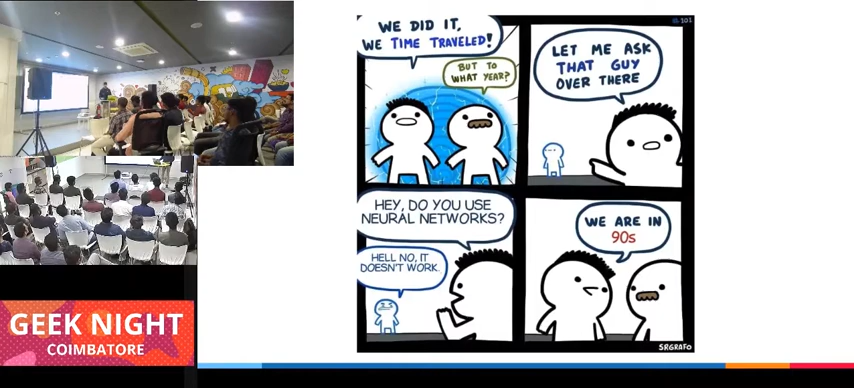 WE DID IT,
WE TIME TRAVELED!
BUT TO
WHAT YEAR?
LET ME ASK
THAT GUY
OVER THERE
HEY, DO YOU USE
NEURAL NETWORKS?
HELL NO, IT
DOESN'T WORK.
WE ARE IN
90s
SRGRAFO
101
GEEK NIGHT
COIMBATORE